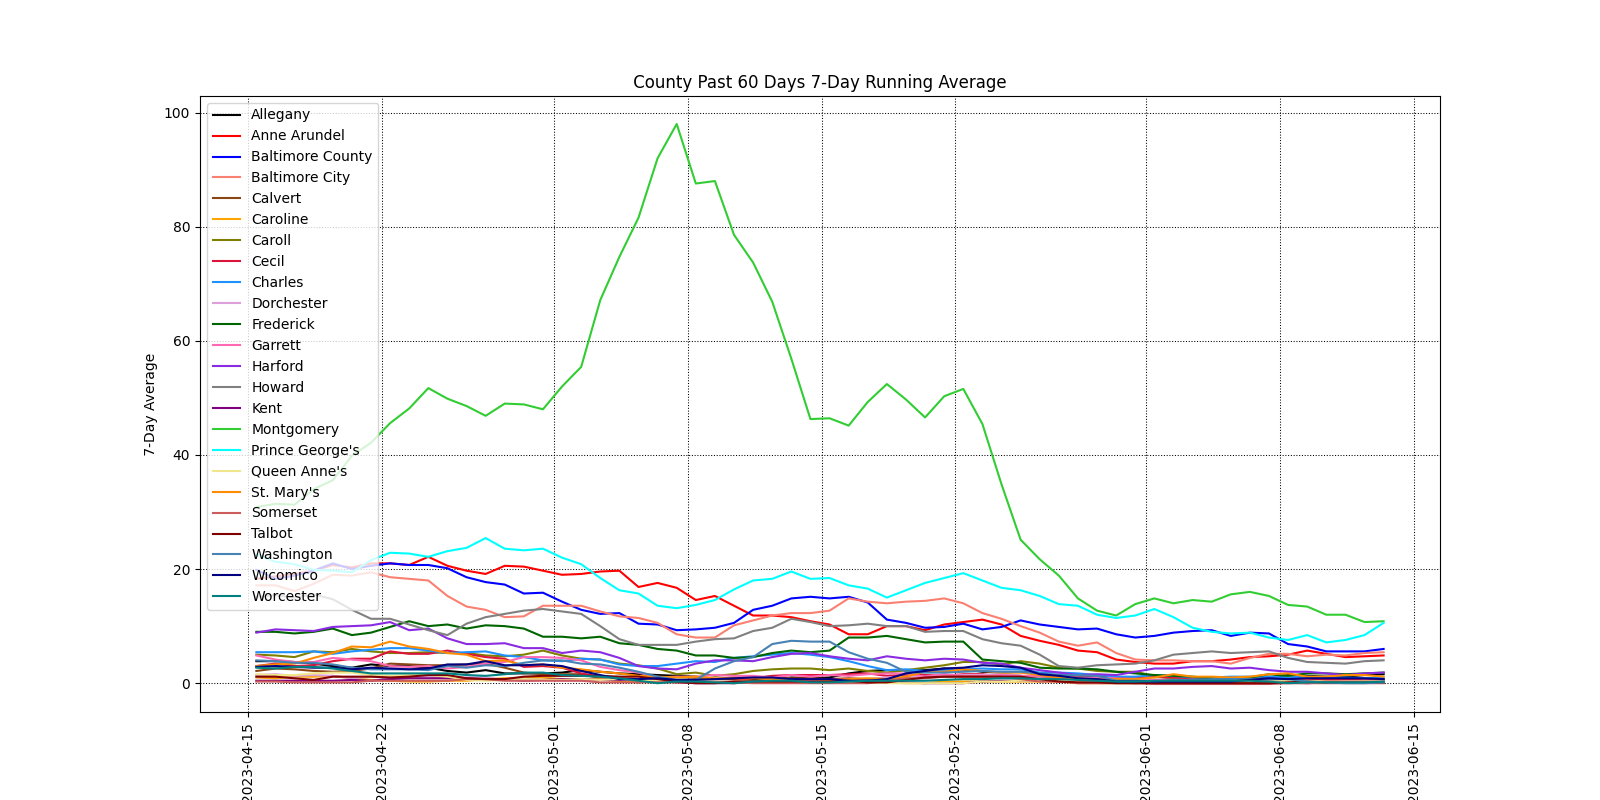 County Past 60 Days 7-Day Running Average
100
80
60
40
20
0
7-Day Average
Allegany
Anne Arundel
Baltimore County
Baltimore City
Calvert
Caroline
Caroll
Cecil
Charles
Dorchester
Frederick
Garrett
Harford
Howard
Kent
Montgomery
Prince George's
Queen Anne's
St. Mary's
Somerset
Talbot
Washington
Wicomico
Worcester
2023-04-15
2023-04-22
2023-05-01
2023-05-08
2023-05-15
2023-05-22
2023-06-01
2023-06-08
2023-06-15